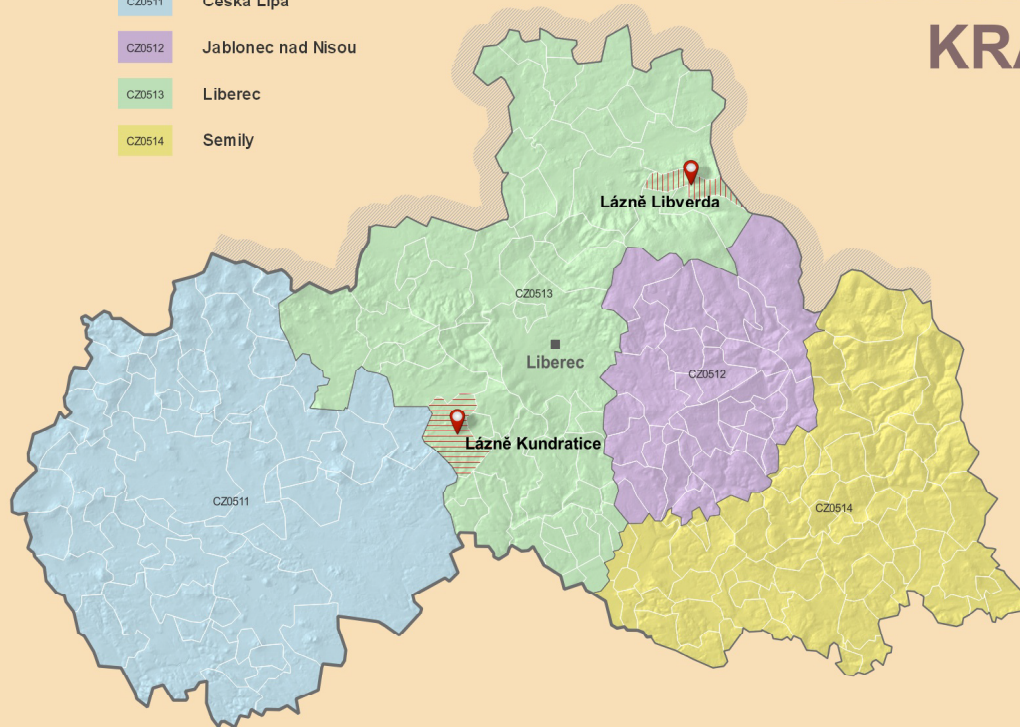 CZ0511 Česká Lípa
KRA
CZ0512 Jablonec nad Nisou
CZ0513 Liberec
CZ0514 Semily
Lázně Libverda
CZ0513
Liberec
CZ0512
Lázně Kundratice
CZ0511
CZ0514